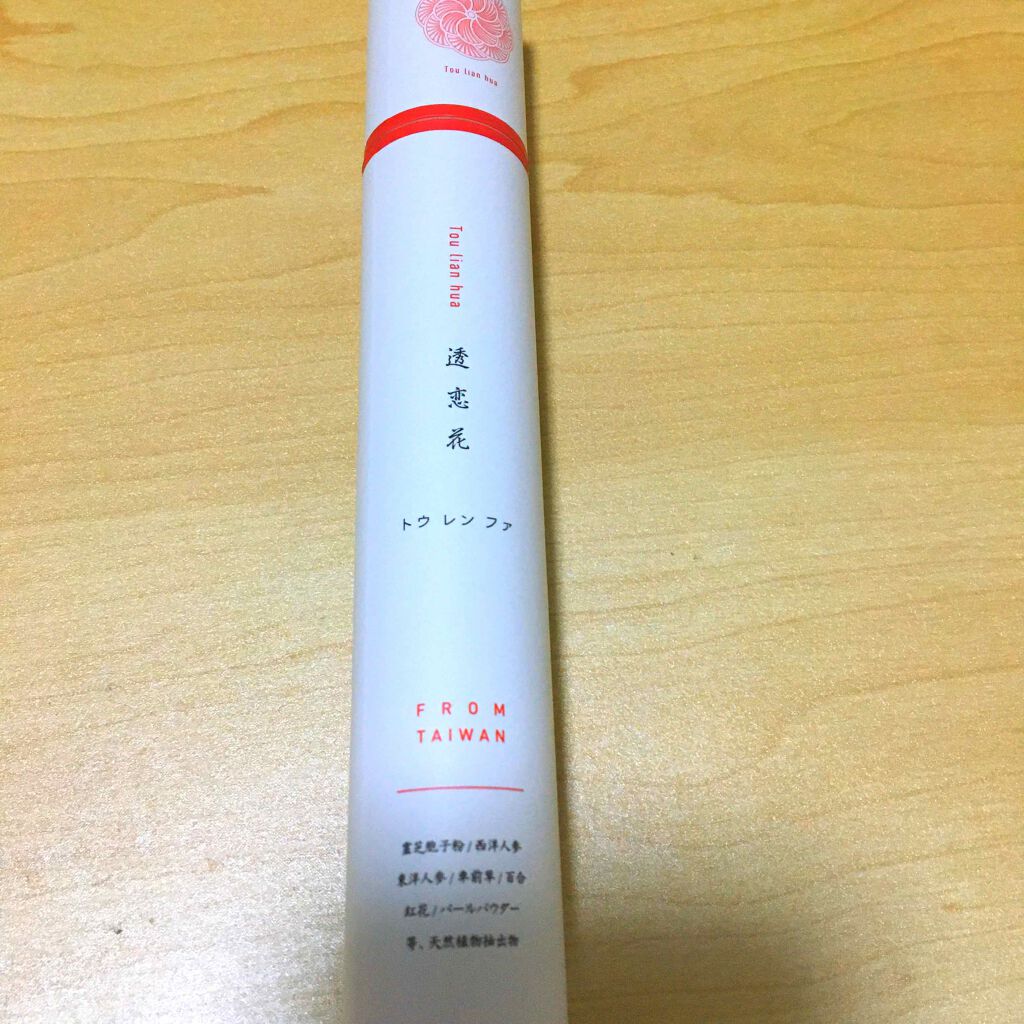 Tou lian hua
Tou lian hua
透恋花
トウ レン ファ
FROM
TAIWAN
霊芝胞子粉/西洋人参
東洋人参/車前草/百合
紅花/パールパウダー
等、天然植物抽出物